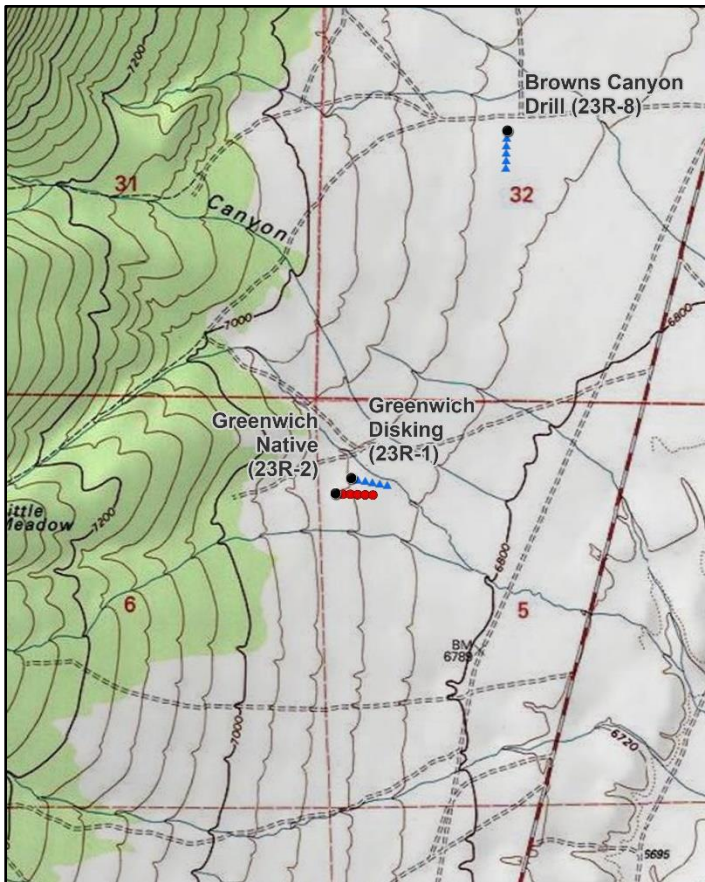 7200
Browns Canyon
Drill (23R-8)
31
32
Canyon
7000
6800
Greenwich
Native
(23R-2)
Greenwich
Disking
(23R-1)
ittle
Meadow
7200
6800
6
5
BM
6789
7000
6720
5695